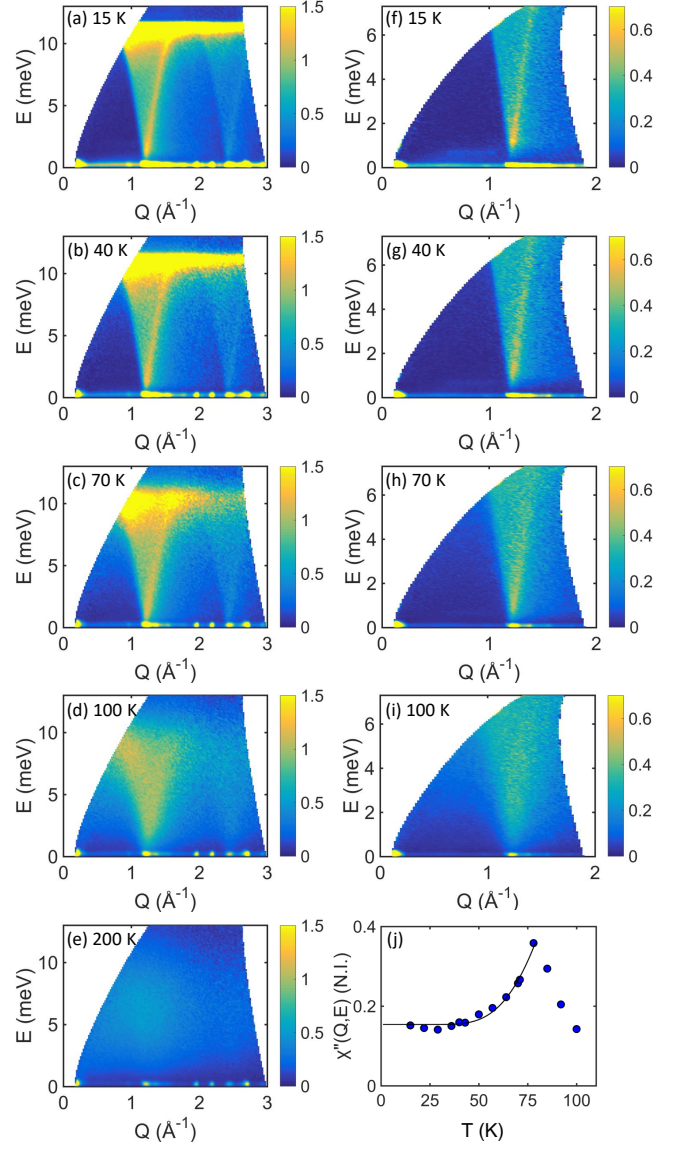 (a) 15 K
E (meV)
10
5
0
0 1 2 3
Q (Å⁻¹)
1.5
1
0.5
0
(f) 15 K
E (meV)
6
4
2
0
0 1 2
Q (Å⁻¹)
0.6
0.4
0.2
0
(b) 40 K
E (meV)
10
5
0
0 1 2 3
Q (Å⁻¹)
1.5
1
0.5
0
(g) 40 K
E (meV)
6
4
2
0
0 1 2
Q (Å⁻¹)
0.6
0.4
0.2
0
(c) 70 K
E (meV)
10
5
0
0 1 2 3
Q (Å⁻¹)
1.5
1
0.5
0
(h) 70 K
E (meV)
6
4
2
0
0 1 2
Q (Å⁻¹)
0.6
0.4
0.2
0
(d) 100 K
E (meV)
10
5
0
0 1 2 3
Q (Å⁻¹)
1.5
1
0.5
0
(i) 100 K
E (meV)
6
4
2
0
0 1 2
Q (Å⁻¹)
0.6
0.4
0.2
0
(e) 200 K
E (meV)
10
5
0
0 1 2 3
Q (Å⁻¹)
1.5
1
0.5
0
(j)
χ"(Q,E) (N.I.)
0.4
0.2
0
0 25 50 75 100
T (K)